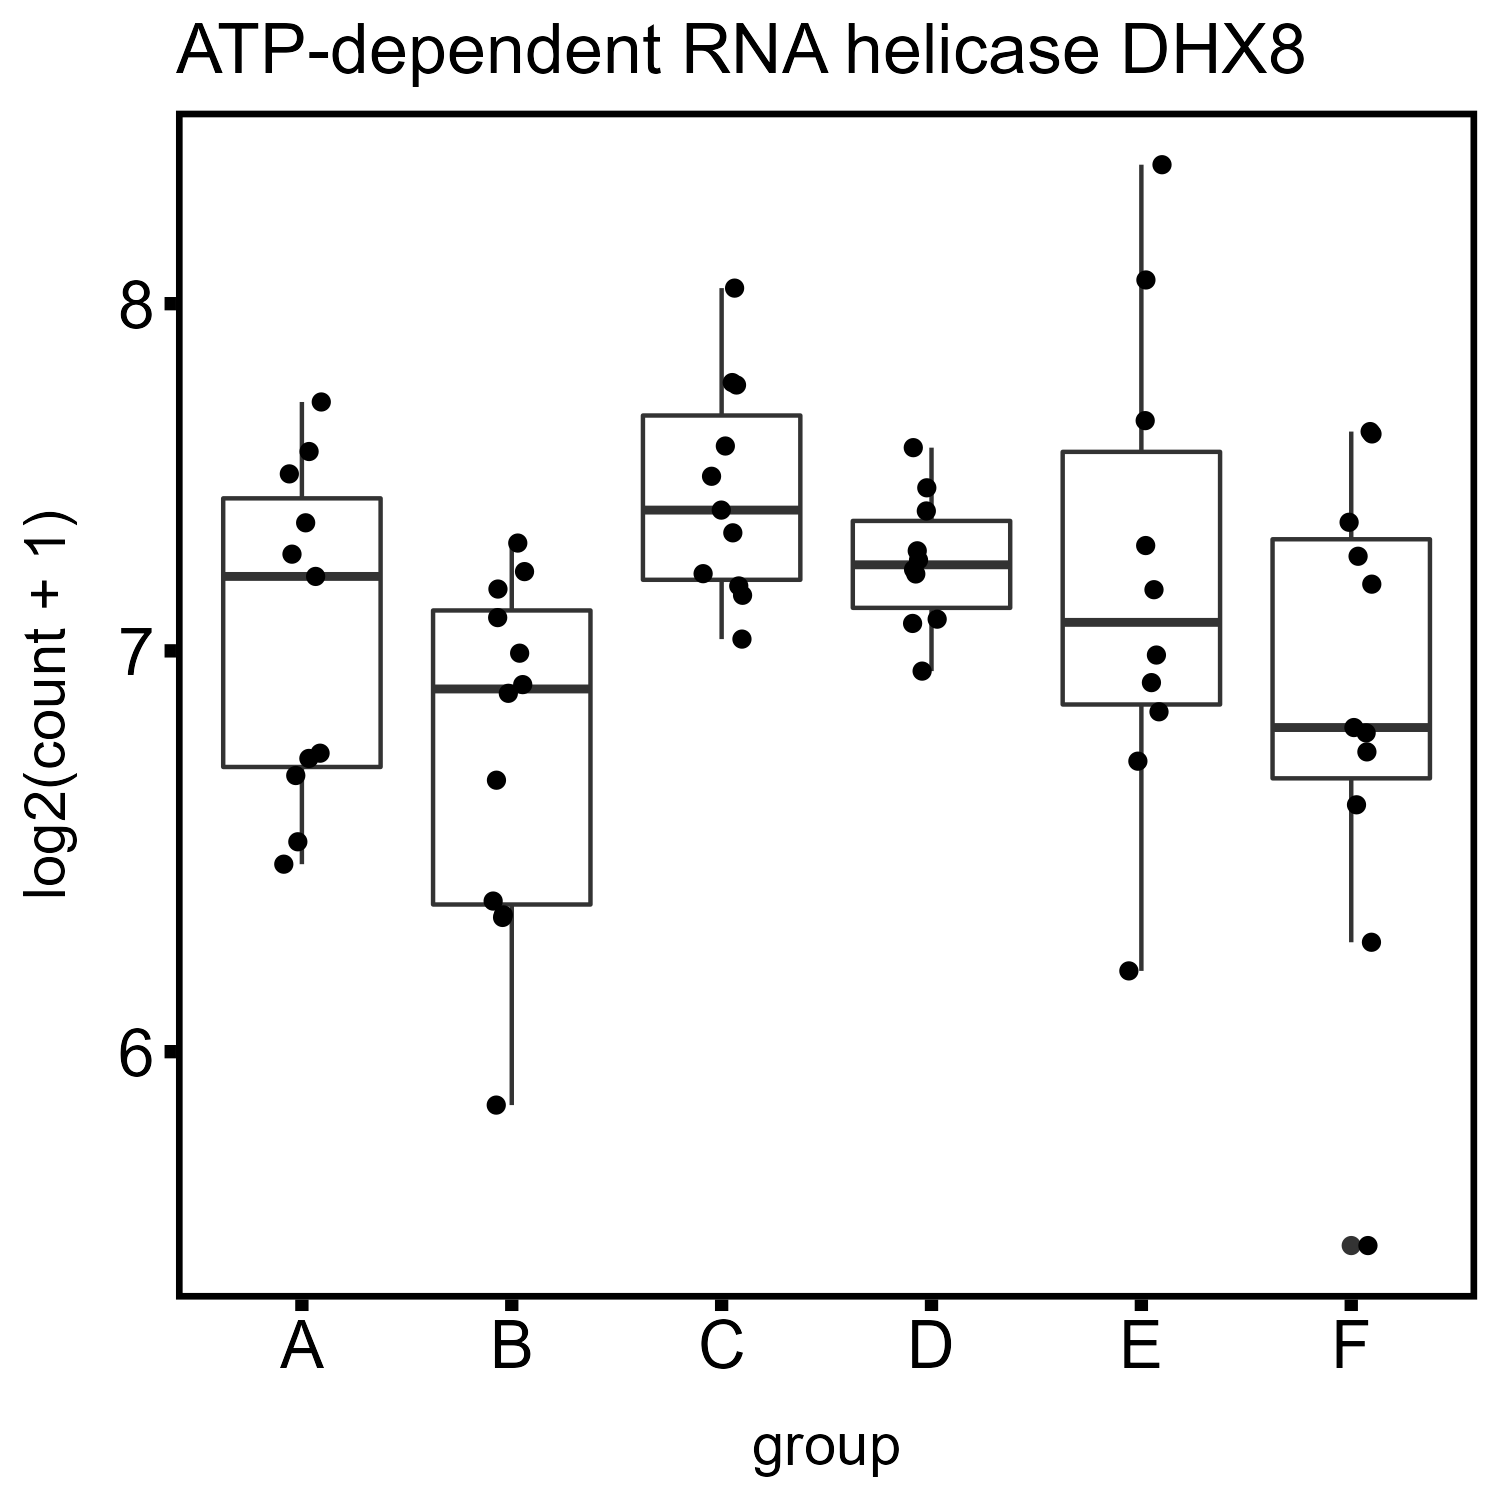 ATP-dependent RNA helicase DHX8
log2(count + 1)
8
7
6
A B C D E F
group